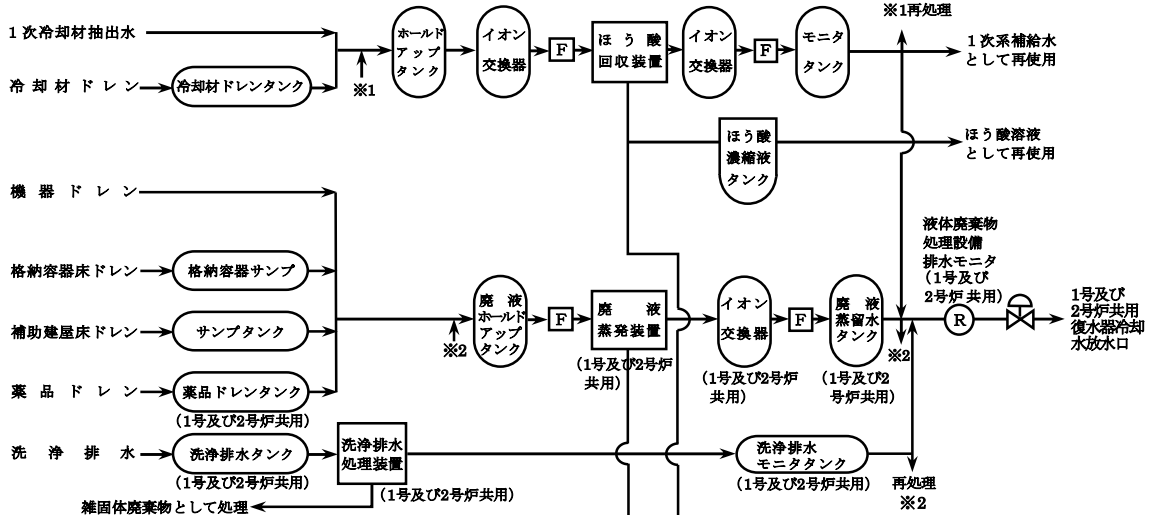 ※1再処理
1次冷却材抽出水
ホールド
アップ
タンク
イオン
交換器
F
ほう酸
回収装置
イオン
交換器
F
モニタ
タンク
1次系補給水
として再使用
冷却材ドレン
冷却材ドレンタンク
※1
ほう酸
濃縮液
タンク
ほう酸溶液
として再使用
機器ドレン
液体廃棄物
処理設備
排水モニタ
(1号及び
2号炉共用)
格納容器床ドレン
格納容器サンプ
補助建屋床ドレン
サンプタンク
※2
廃液
ホールド
アップ
タンク
F
廃液
蒸発装置
(1号及び2号炉
共用)
イオン
交換器
(1号及び2号炉
共用)
F
廃液
蒸留水
タンク
(1号及び2
号炉共用)
※2
R
1号及び
2号炉共用
復水器冷却
水放水口
薬品ドレン
薬品ドレンタンク
(1号及び2号炉共用)
洗浄排水
洗浄排水タンク
(1号及び2号炉共用)
洗浄排水
処理装置
(1号及び2号炉共用)
洗浄排水
モニタタンク
(1号及び2号炉共用)
再処理
※2
雑固体廃棄物として処理